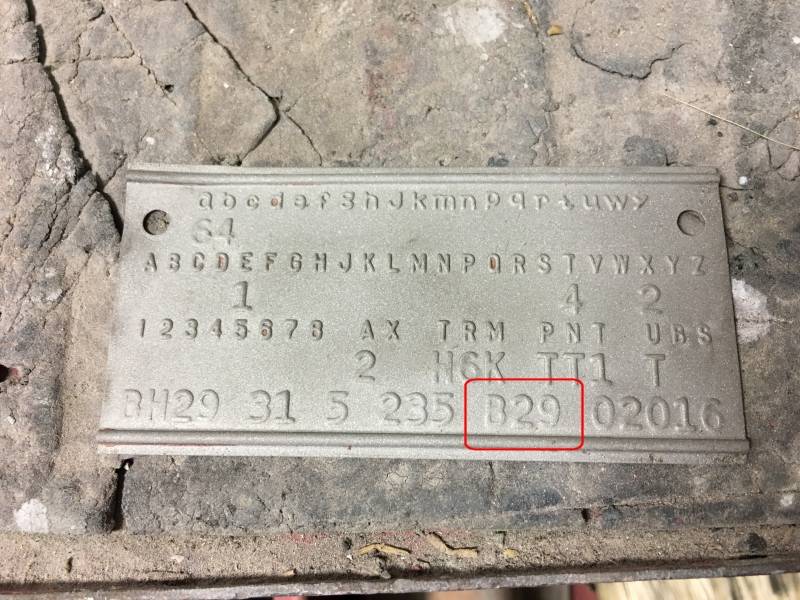 abcdefghJkmnpqrtuwy
64
ABCDEFGHJKLMNPQRSTVWXYZ
1 4 2
12345678 AX TRM PNT UBS
2 H6K TT1 T
BH29 31 5 235 B29 02016